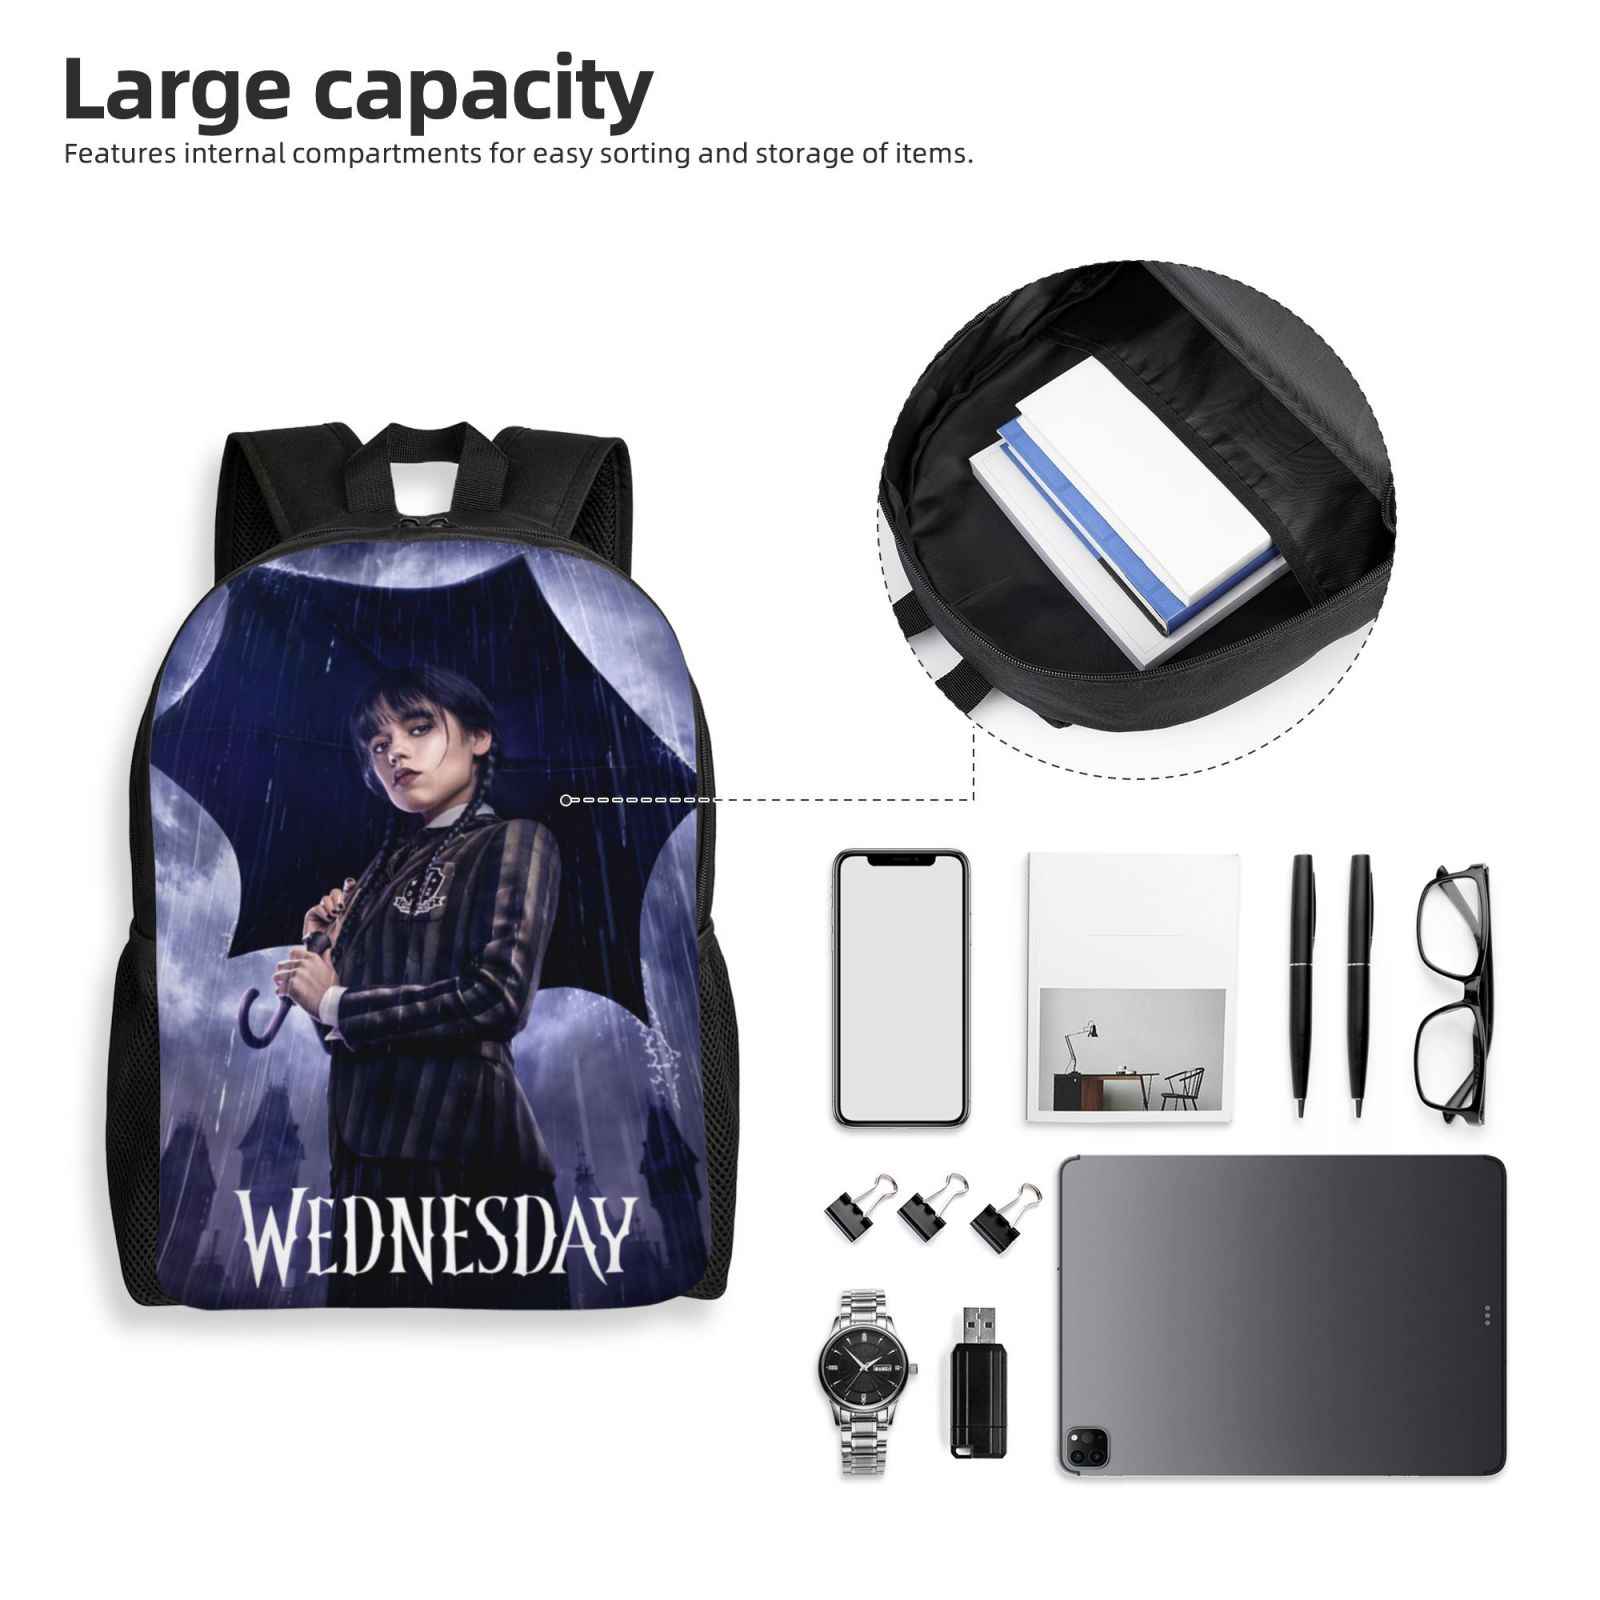 Large capacity
Features internal compartments for easy sorting and storage of items.
WEDNESDAY